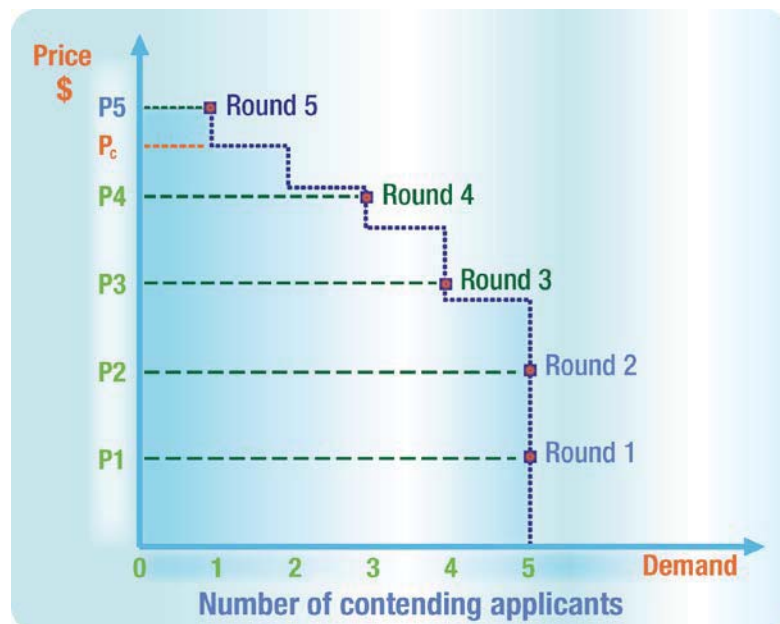 Price
$
P5
Round 5
Pc
P4
Round 4
P3
Round 3
P2
Round 2
P1
Round 1
0 1 2 3 4 5 Demand
Number of contending applicants